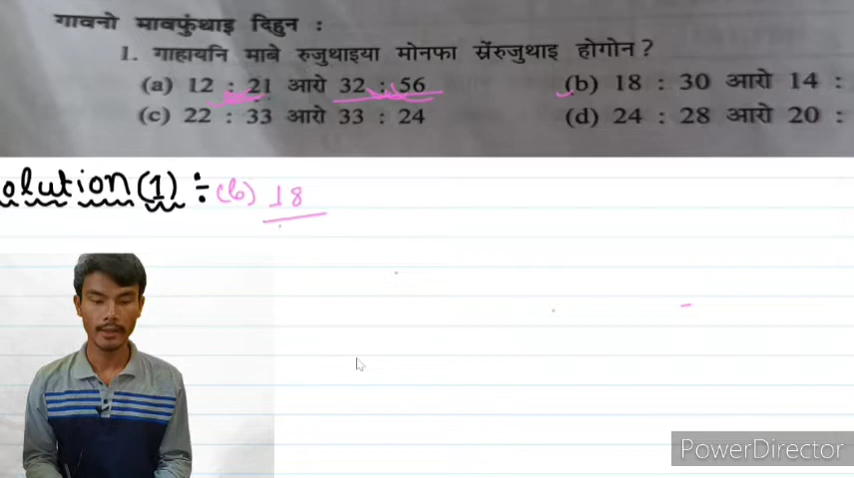 गावनो मावफुंथाइ दिहुन :
1. गाहायनि माबे रुजुथाइया मोनफा स्रेंरुजुथाइ होगोन ?
(a) 12 : 21 आरो 32 : 56 (b) 18 : 30 आरो 14 :
(c) 22 : 33 आरो 33 : 24 (d) 24 : 28 आरो 20 :
olution (1) ÷ (b) 18
PowerDirector